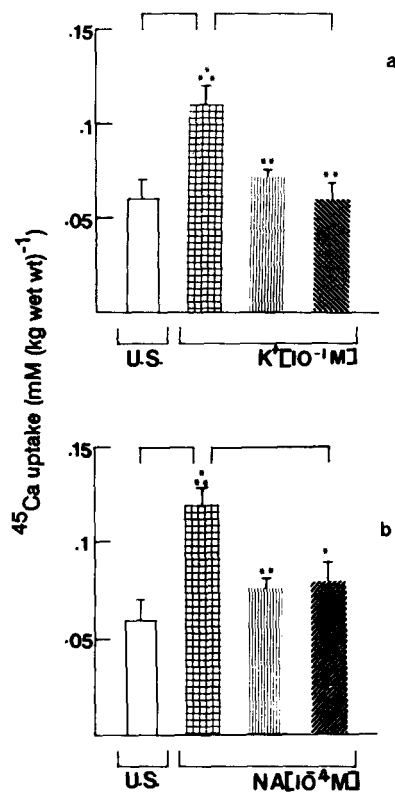 .15
a
.1
.05
U.S.
K⁺[10⁻¹M]
⁴⁵Ca uptake (mM (kg wet wt)⁻¹)
.15
b
.1
.05
U.S.
NA[10⁻⁴M]